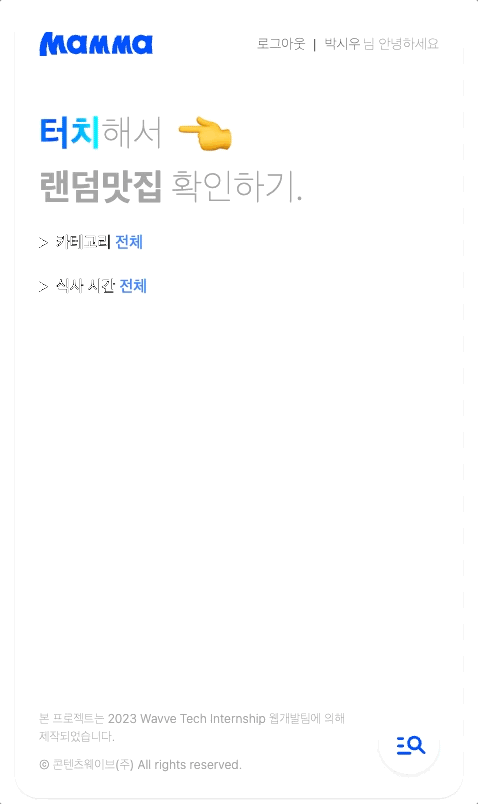 мамма
로그아웃 | 박시우 님 안녕하세요
터치해서
랜덤맛집 확인하기.
> 카테고리 전체
> 식사 시간 전체
본 프로젝트는 2023 Wavve Tech Internship 웹개발팀에 의해
제작되었습니다.
© 콘텐츠웨이브(주) All rights reserved.